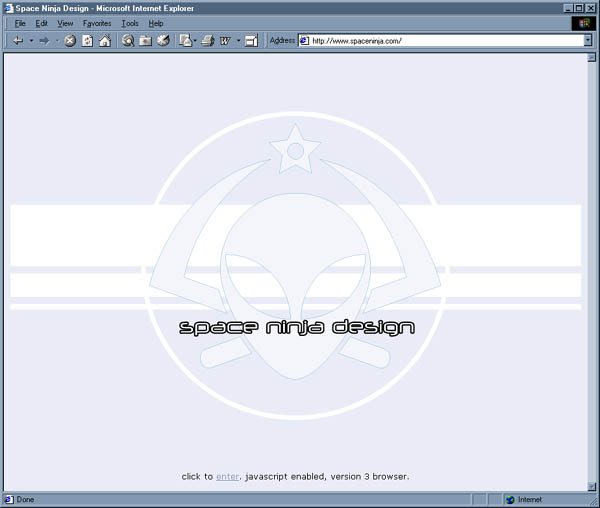 Space Ninja Design - Microsoft Internet Explorer
File Edit View Favorites Tools Help
Address http://www.spaceninja.com/
space ninja design
click to enter. javascript enabled, version 3 browser.
Done Internet